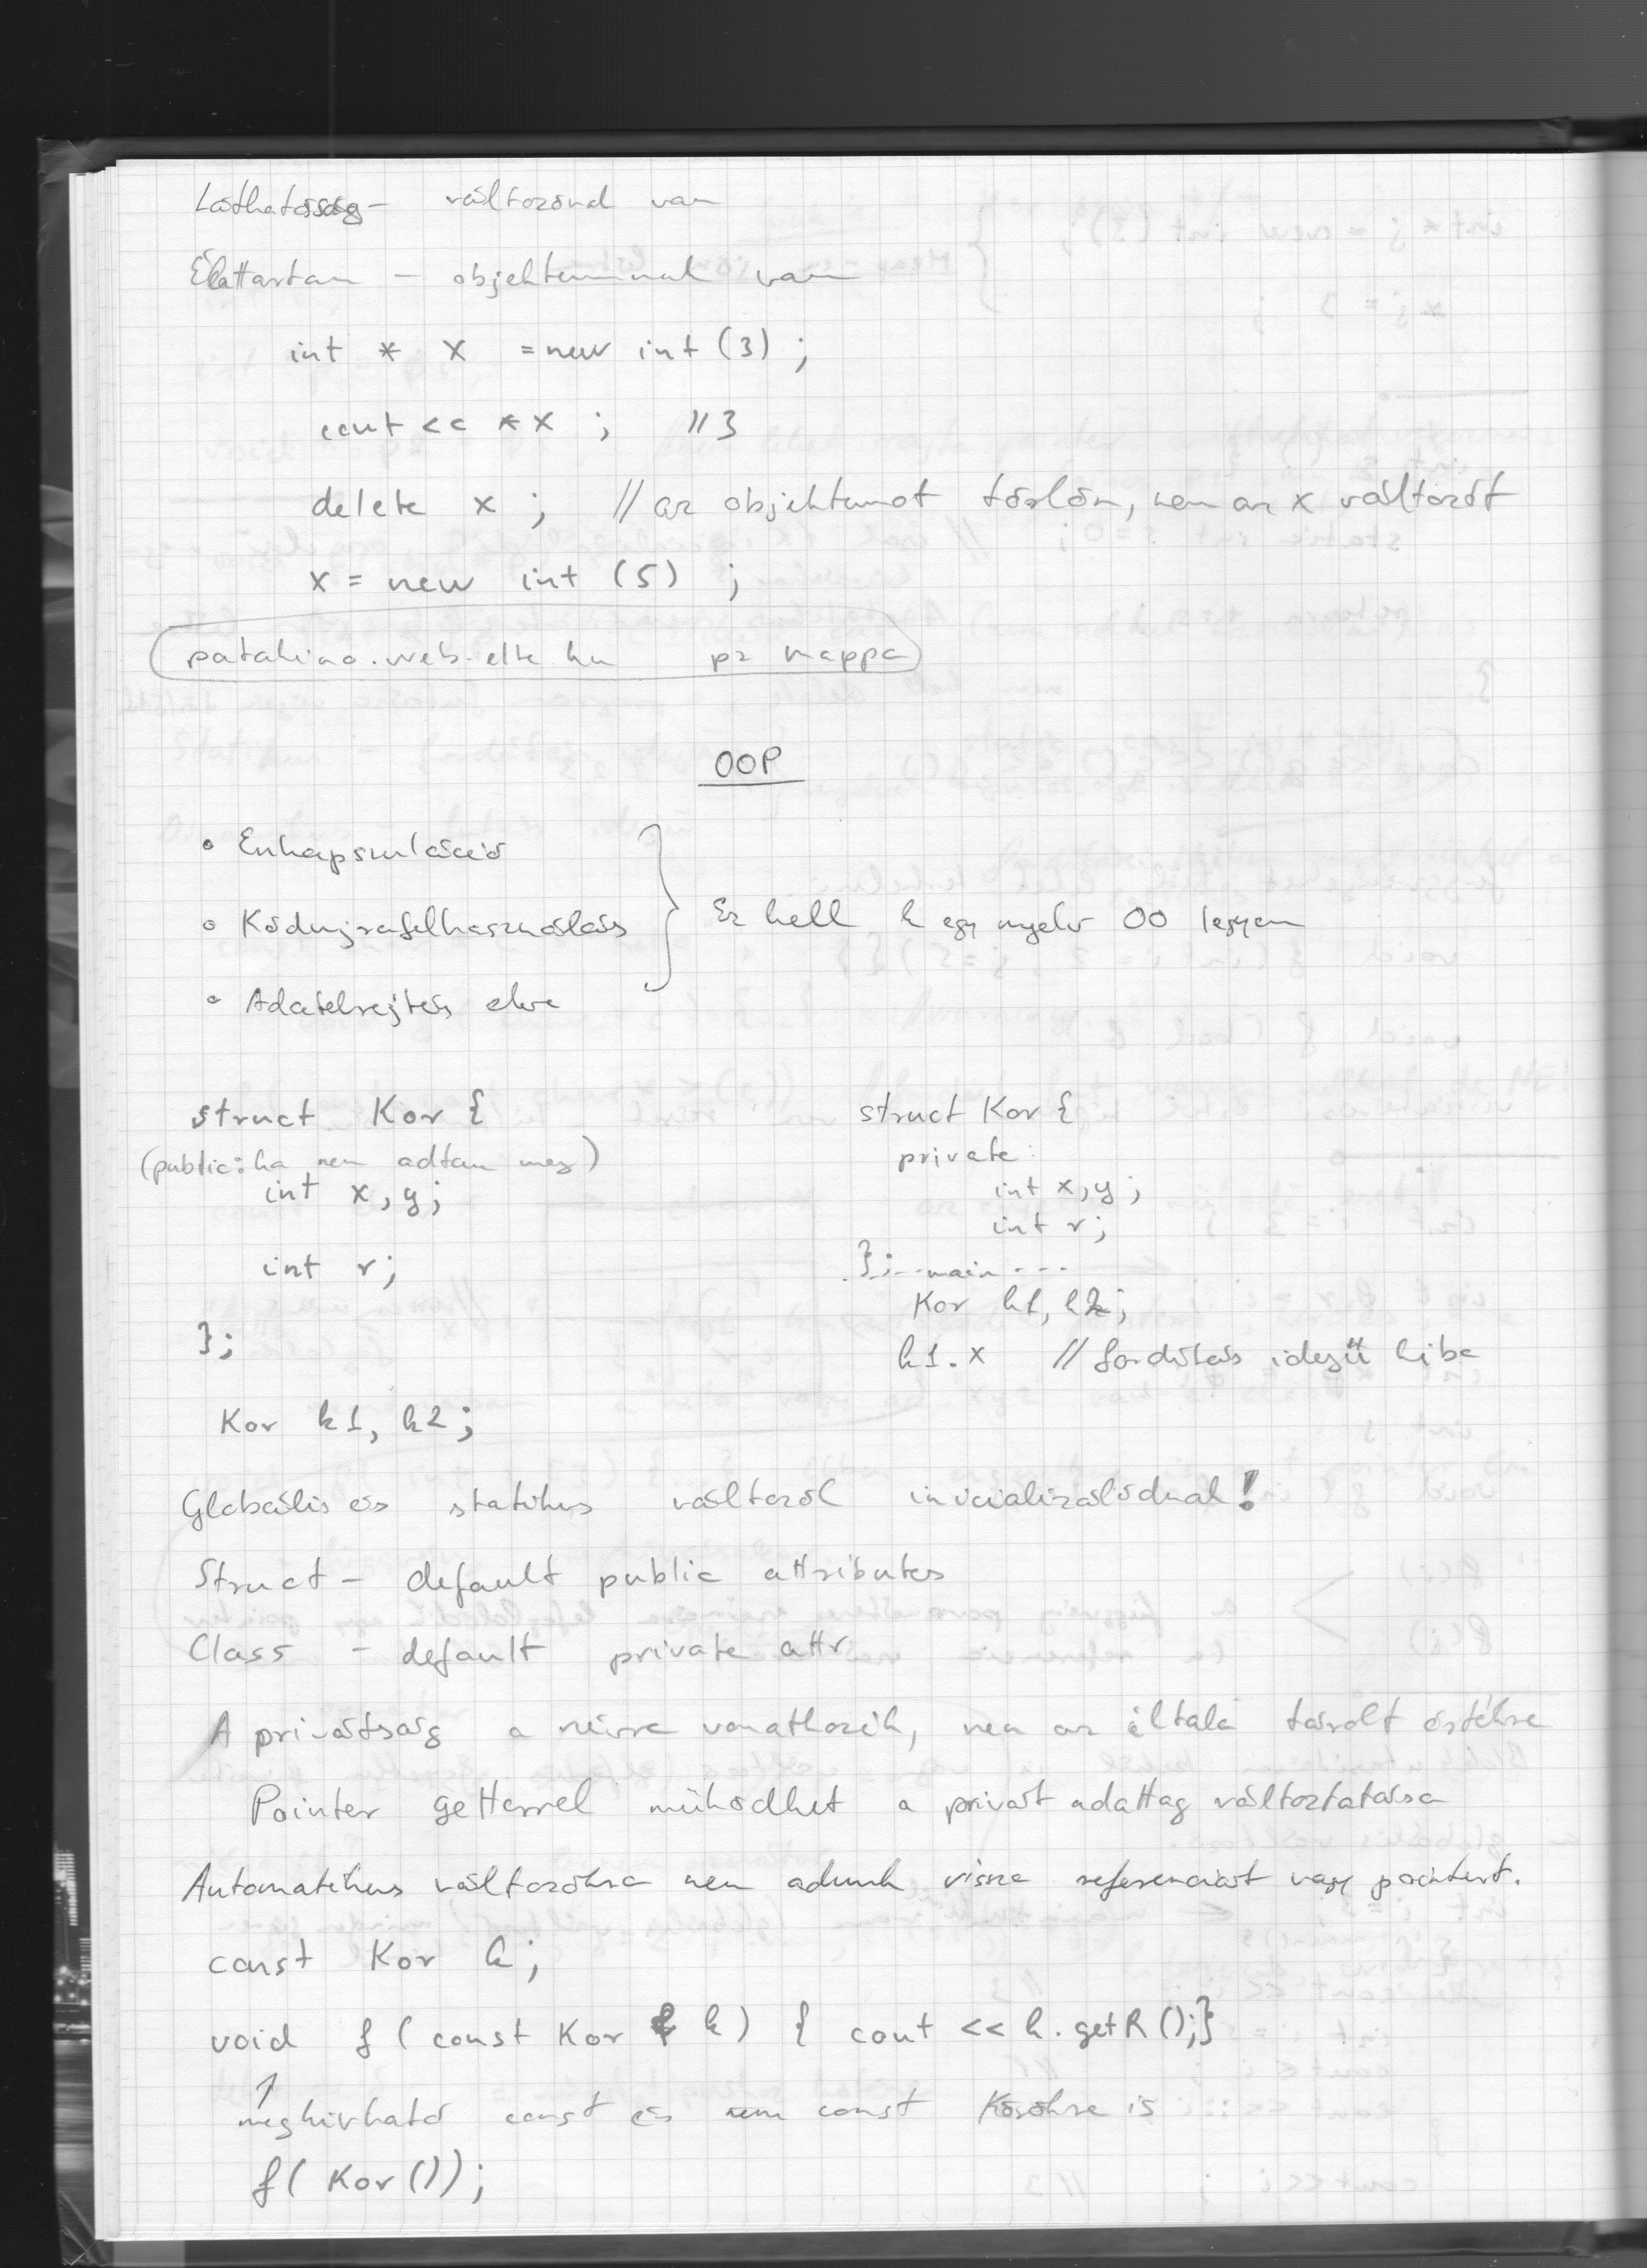 Láthatóság – változónál van
Élettartam – objektumnak van
int * x = new int (3) ;
cout << *x ; // 3
delete x ; // az objektumot törlöm, nem az x változót
x = new int (5) ;
patakino.web.elte.hu pz mappa
OOP
• Enkapszuláció
• Kódújrafelhasználás
• Adatelrejtés elve
Ez kell h egy nyelv OO legyen
struct Kor {
(public: ha nem adtam meg)
int x, y;
int r;
};
Kor k1, k2;
struct Kor {
private:
int x, y;
int r;
}; ... main ...
Kor k1, k2;
k1.x // fordítás idejű hiba
Globális és statikus változók inicializálódnak!
Struct – default public attributes
Class – default private attr
A privátság a névre vonatkozik, nem az általa tárolt értékre
Pointer getterrel működhet a privát adattag változtatása
Automatikus változókra nem adunk vissza referenciát vagy pointert.
const Kor k;
void f ( const Kor & k) { cout << k.getR ();}
↑
meghívható const és nem const Körökre is
f( Kor ());